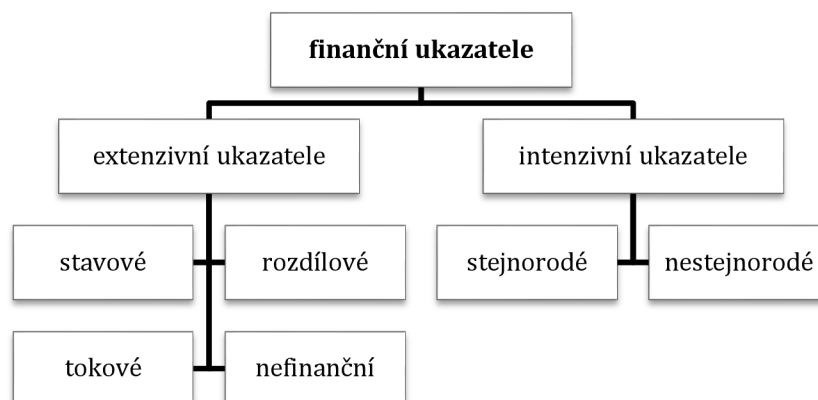 finanční ukazatele
extenzivní ukazatele
intenzivní ukazatele
stavové
rozdílové
stejnorodé
nestejnorodé
tokové
nefinanční